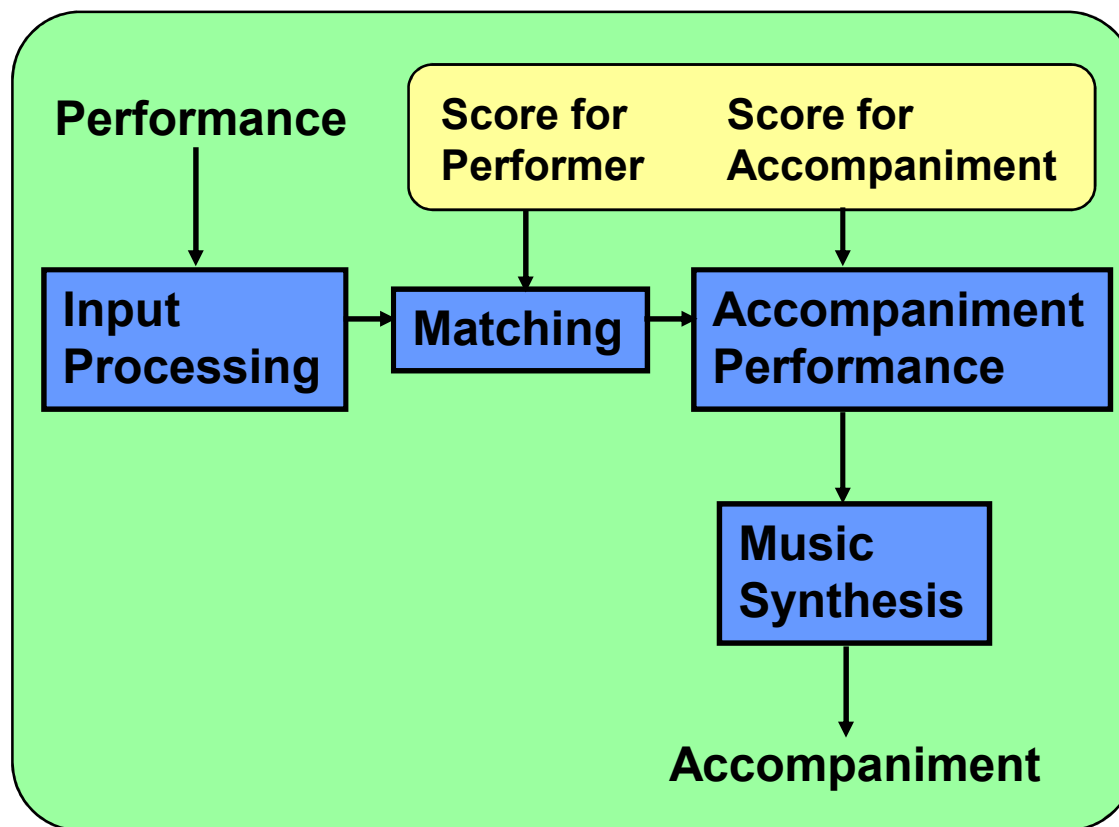 Performance
Score for
Performer
Score for
Accompaniment
Input
Processing
Matching
Accompaniment
Performance
Music
Synthesis
Accompaniment